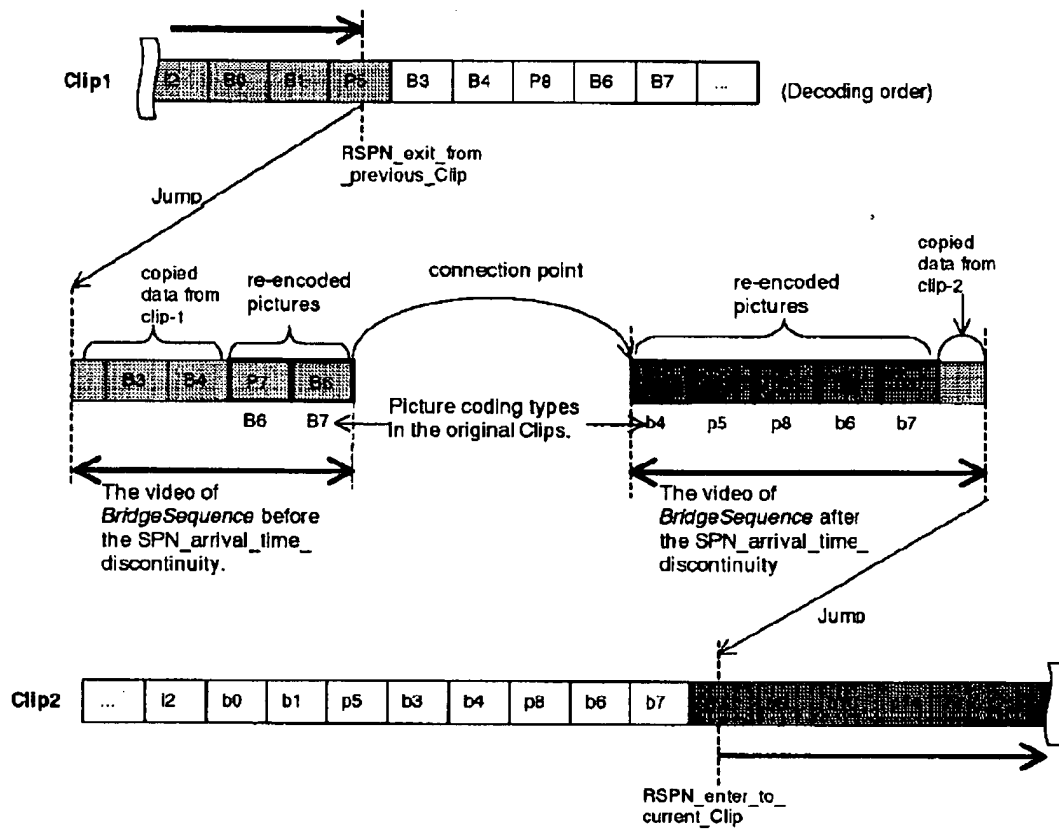 Clip1
I2 B0 B1 P5 B3 B4 P8 B6 B7 ...
(Decoding order)
RSPN_exit_from
_previous_Clip
Jump
copied
data from
clip-1
re-encoded
pictures
connection point
re-encoded
pictures
copied
data from
clip-2
B3 B4 P7 B6
B6 B7
Picture coding types
in the original Clips.
b4 p5 p8 b6 b7
The video of
BridgeSequence before
the SPN_arrival_time_
discontinuity.
The video of
BridgeSequence after
the SPN_arrival_time_
discontinuity
Jump
Clip2
... I2 b0 b1 p5 b3 b4 p8 b6 b7
RSPN_enter_to_
current_Clip